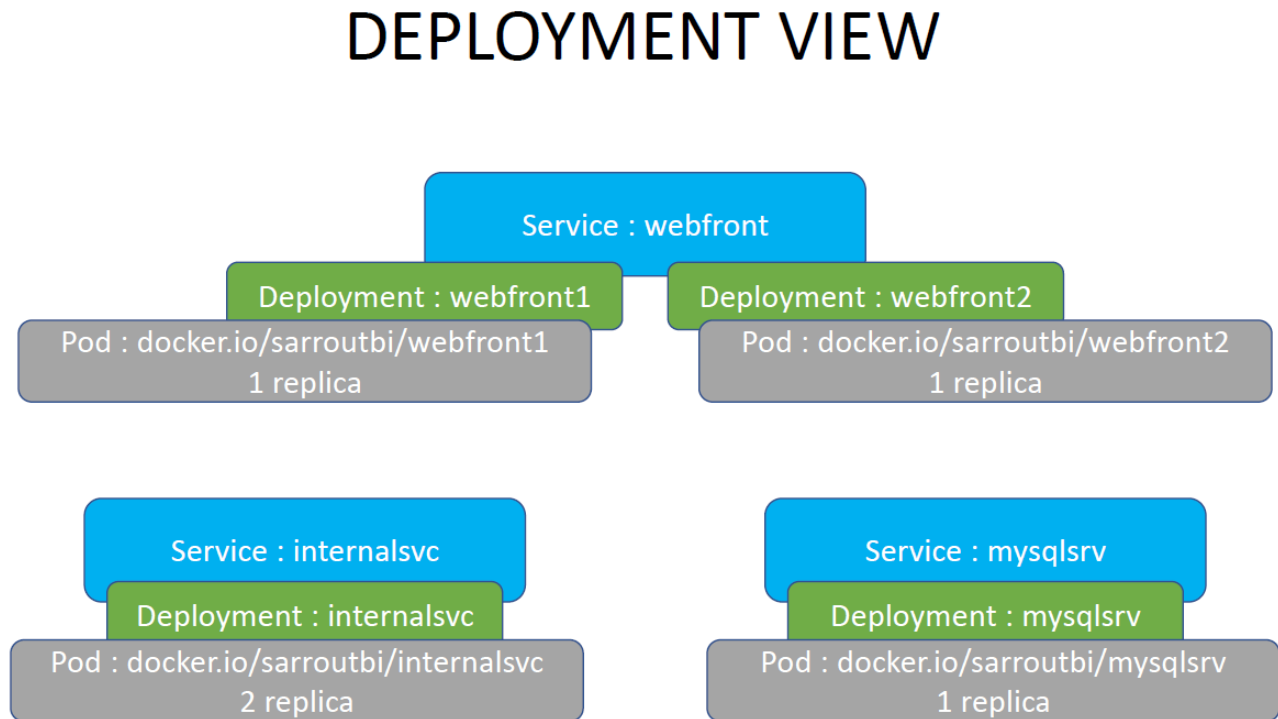 DEPLOYMENT VIEW
Service : webfront
Deployment : webfront1
Deployment : webfront2
Pod : docker.io/sarroutbi/webfront1
1 replica
Pod : docker.io/sarroutbi/webfront2
1 replica
Service : internalsvc
Deployment : internalsvc
Pod : docker.io/sarroutbi/internalsvc
2 replica
Service : mysqlsrv
Deployment : mysqlsrv
Pod : docker.io/sarroutbi/mysqlsrv
1 replica